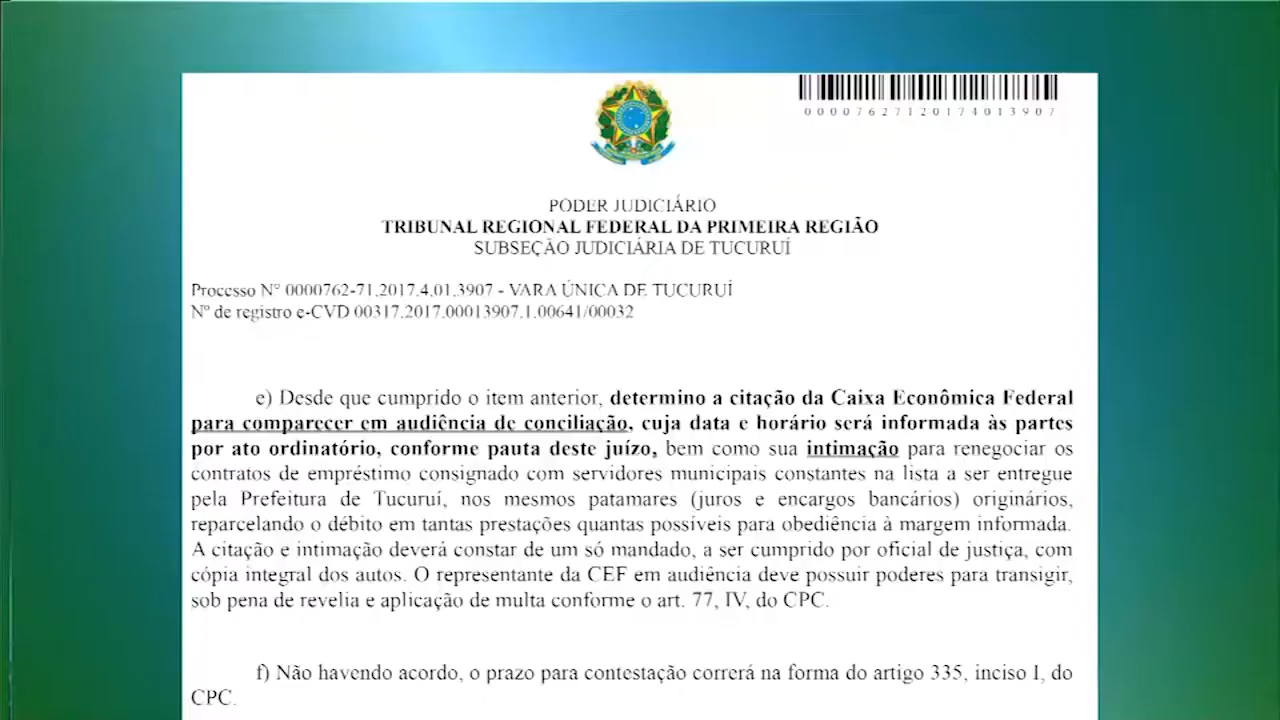 00007627120174013907
PODER JUDICIÁRIO
TRIBUNAL REGIONAL FEDERAL DA PRIMEIRA REGIÃO
SUBSEÇÃO JUDICIÁRIA DE TUCURUÍ
Processo N° 0000762-71.2017.4.01.3907 - VARA ÚNICA DE TUCURUÍ
Nº de registro e-CVD 00317.2017.00013907.1.00641/00032
e) Desde que cumprido o item anterior, determino a citação da Caixa Econômica Federal
para comparecer em audiência de conciliação, cuja data e horário será informada às partes
por ato ordinatório, conforme pauta deste juízo, bem como sua intimação para renegociar os
contratos de empréstimo consignado com servidores municipais constantes na lista a ser entregue
pela Prefeitura de Tucuruí, nos mesmos patamares (juros e encargos bancários) originários,
reparcelando o débito em tantas prestações quantas possíveis para obediência à margem informada.
A citação e intimação deverá constar de um só mandado, a ser cumprido por oficial de justiça, com
cópia integral dos autos. O representante da CEF em audiência deve possuir poderes para transigir,
sob pena de revelia e aplicação de multa conforme o art. 77, IV, do CPC.
f) Não havendo acordo, o prazo para contestação correrá na forma do artigo 335, inciso I, do
CPC.